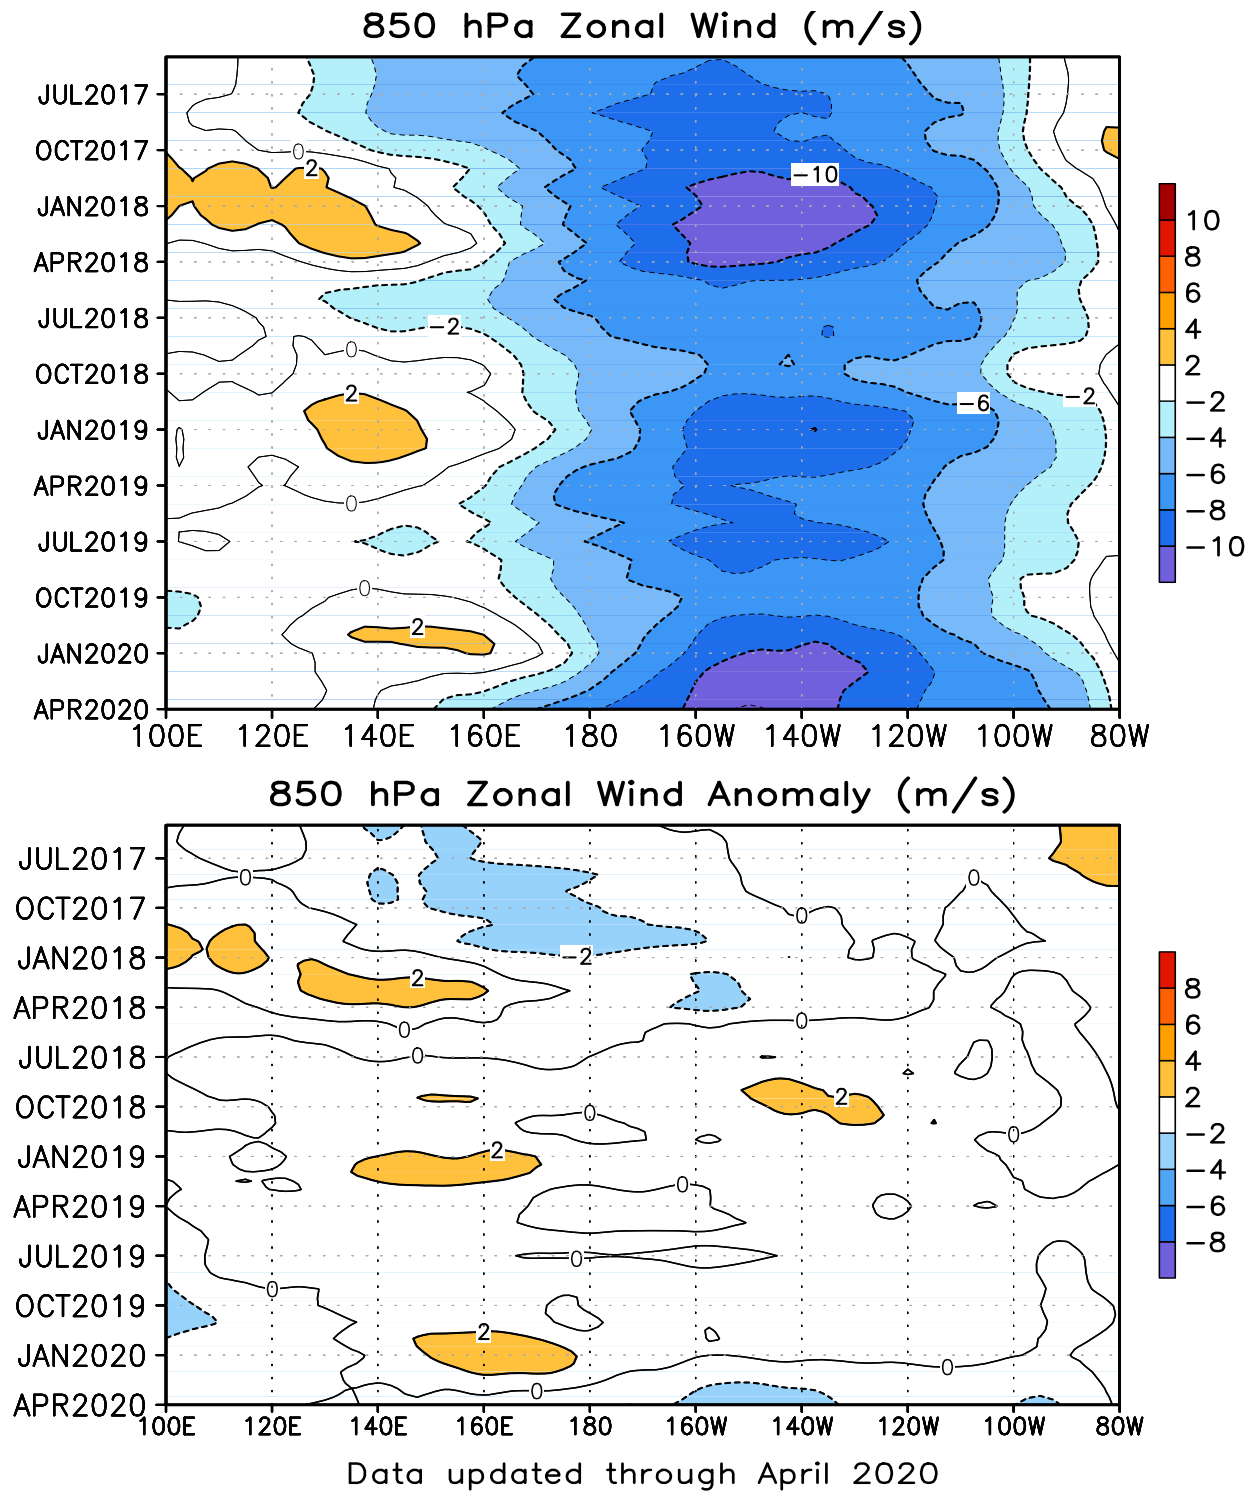 850 hPa Zonal Wind (m/s)
JUL2017
OCT2017
JAN2018
APR2018
JUL2018
OCT2018
JAN2019
APR2019
JUL2019
OCT2019
JAN2020
APR2020
0
2
-10
-2
0
2
-6
-2
0
0
2
100E 120E 140E 160E 180 160W 140W 120W 100W 80W
10
8
6
4
2
-2
-4
-6
-8
-10
850 hPa Zonal Wind Anomaly (m/s)
JUL2017
OCT2017
JAN2018
APR2018
JUL2018
OCT2018
JAN2019
APR2019
JUL2019
OCT2019
JAN2020
APR2020
0
0
0
-2
2
0
0
0
2
0
0
2
0
0
0
2
0
0
100E 120E 140E 160E 180 160W 140W 120W 100W 80W
8
6
4
2
-2
-4
-6
-8
Data updated through April 2020